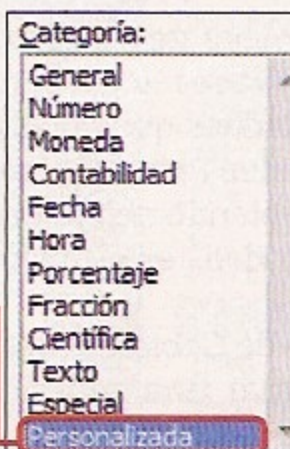 Categoría:
General
Número
Moneda
Contabilidad
Fecha
Hora
Porcentaje
Fracción
Científica
Texto
Especial
Personalizada